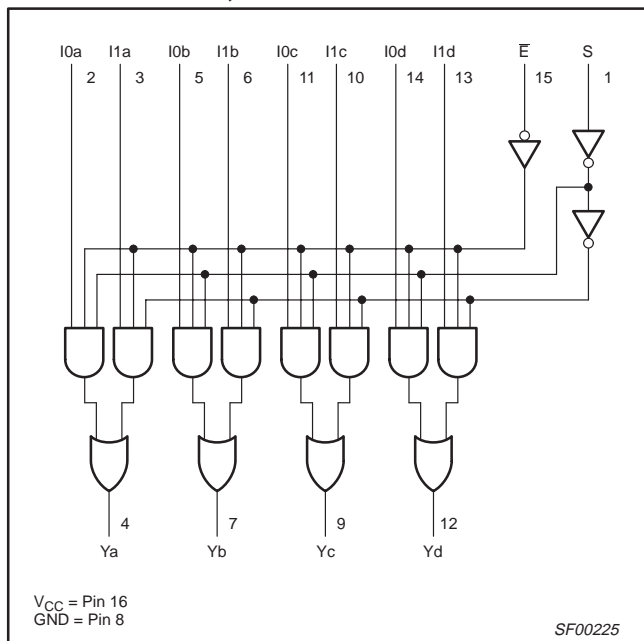 I0a I1a I0b I1b I0c I1c I0d I1d E̅ S
2 3 5 6 11 10 14 13 15 1
4 7 9 12
Ya Yb Yc Yd
VCC = Pin 16
GND = Pin 8
SF00225